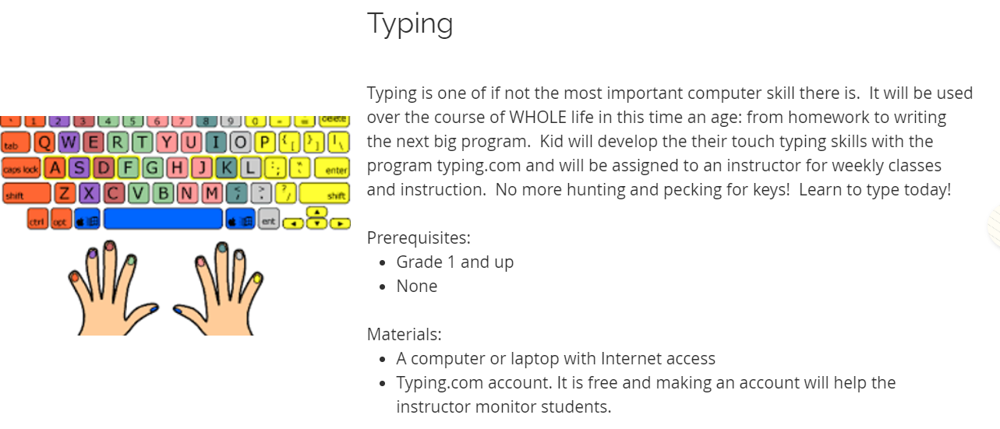 Typing
Typing is one of if not the most important computer skill there is.  It will be used
over the course of WHOLE life in this time an age: from homework to writing
the next big program.  Kid will develop the their touch typing skills with the
program typing.com and will be assigned to an instructor for weekly classes
and instruction.  No more hunting and pecking for keys!  Learn to type today!
Prerequisites:
• Grade 1 and up
• None
Materials:
• A computer or laptop with Internet access
• Typing.com account. It is free and making an account will help the
instructor monitor students.
1 2 3 4 5 6 7 8 9 0 - = delete
tab Q W E R T Y U I O P { [ } ] | \
caps lock A S D F G H J K L : ; enter
shift Z X C V B N M < ; > : ? / shift
ctrl opt ent